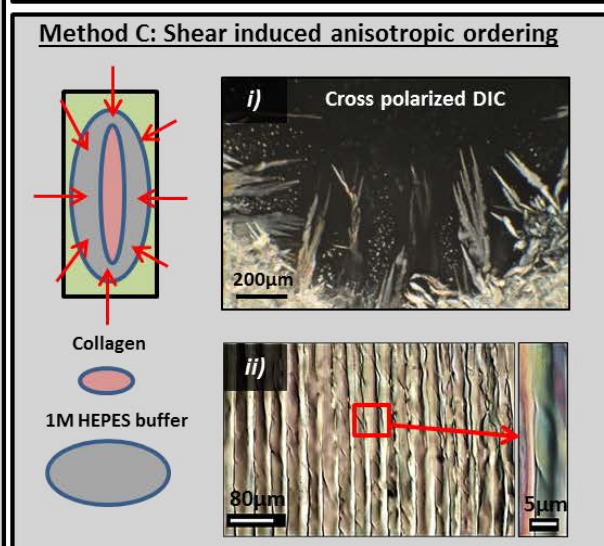 Method C: Shear induced anisotropic ordering
i)
Cross polarized DIC
200µm
Collagen
1M HEPES buffer
ii)
80µm
5µm